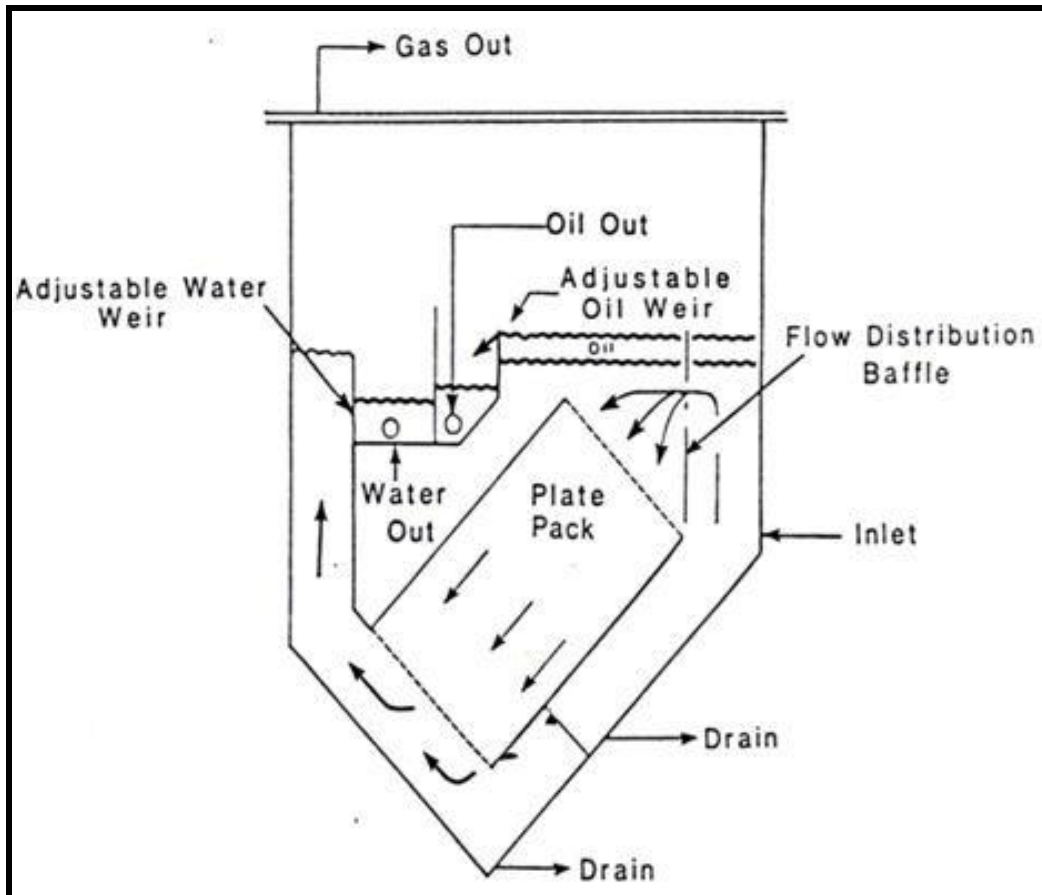 Gas Out
Oil Out
Adjustable
Oil Weir
Adjustable Water
Weir
Flow Distribution
Baffle
Oil
Water
Out
Plate
Pack
Inlet
Drain
Drain